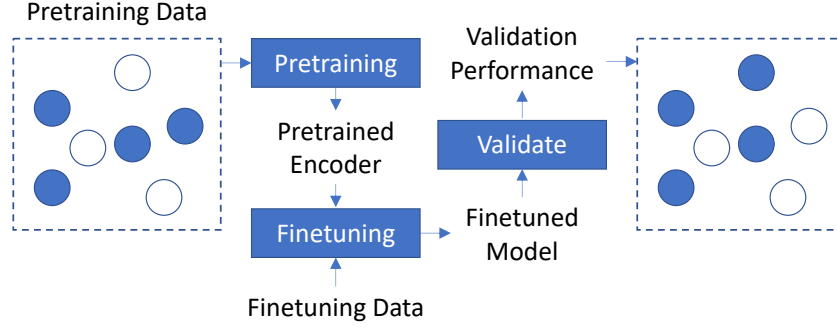 Pretraining Data
Pretraining
Pretrained
Encoder
Finetuning
Finetuning Data
Validation
Performance
Validate
Finetuned
Model